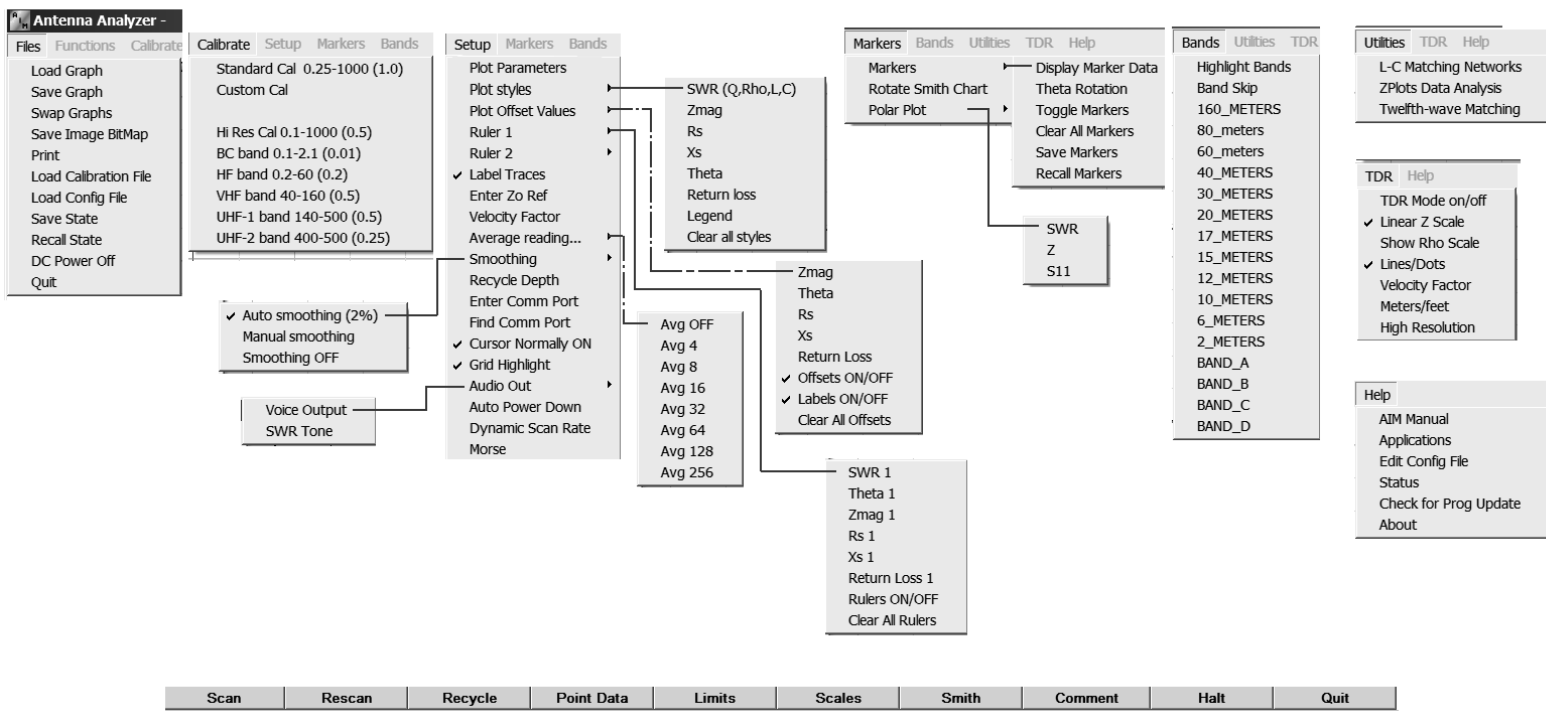 Antenna Analyzer -
Files Functions Calibrate
Load Graph
Save Graph
Swap Graphs
Save Image BitMap
Print
Load Calibration File
Load Config File
Save State
Recall State
DC Power Off
Quit
Calibrate Setup Markers Bands
Standard Cal 0.25-1000 (1.0)
Custom Cal
Hi Res Cal 0.1-1000 (0.5)
BC band 0.1-2.1 (0.01)
HF band 0.2-60 (0.2)
VHF band 40-160 (0.5)
UHF-1 band 140-500 (0.5)
UHF-2 band 400-500 (0.25)
Setup Markers Bands
Plot Parameters
Plot styles
Plot Offset Values
Ruler 1
Ruler 2
Label Traces
Enter Zo Ref
Velocity Factor
Average reading...
Smoothing
Recycle Depth
Enter Comm Port
Find Comm Port
Cursor Normally ON
Grid Highlight
Audio Out
Auto Power Down
Dynamic Scan Rate
Morse
Auto smoothing (2%)
Manual smoothing
Smoothing OFF
Voice Output
SWR Tone
SWR (Q,Rho,L,C)
Zmag
Rs
Xs
Theta
Return loss
Legend
Clear all styles
Zmag
Theta
Rs
Xs
Return Loss
Offsets ON/OFF
Labels ON/OFF
Clear All Offsets
Avg OFF
Avg 4
Avg 8
Avg 16
Avg 32
Avg 64
Avg 128
Avg 256
SWR 1
Theta 1
Zmag 1
Rs 1
Xs 1
Return Loss 1
Rulers ON/OFF
Clear All Rulers
Markers Bands Utilities TDR Help
Markers
Rotate Smith Chart
Polar Plot
Display Marker Data
Theta Rotation
Toggle Markers
Clear All Markers
Save Markers
Recall Markers
SWR
Z
S11
Bands Utilities TDR
Highlight Bands
Band Skip
160_METERS
80_meters
60_meters
40_METERS
30_METERS
20_METERS
17_METERS
15_METERS
12_METERS
10_METERS
6_METERS
2_METERS
BAND_A
BAND_B
BAND_C
BAND_D
Utilities TDR Help
L-C Matching Networks
ZPlots Data Analysis
Twelfth-wave Matching
TDR Help
TDR Mode on/off
Linear Z Scale
Show Rho Scale
Lines/Dots
Velocity Factor
Meters/feet
High Resolution
Help
AIM Manual
Applications
Edit Config File
Status
Check for Prog Update
About
Scan Rescan Recycle Point Data Limits Scales Smith Comment Halt Quit